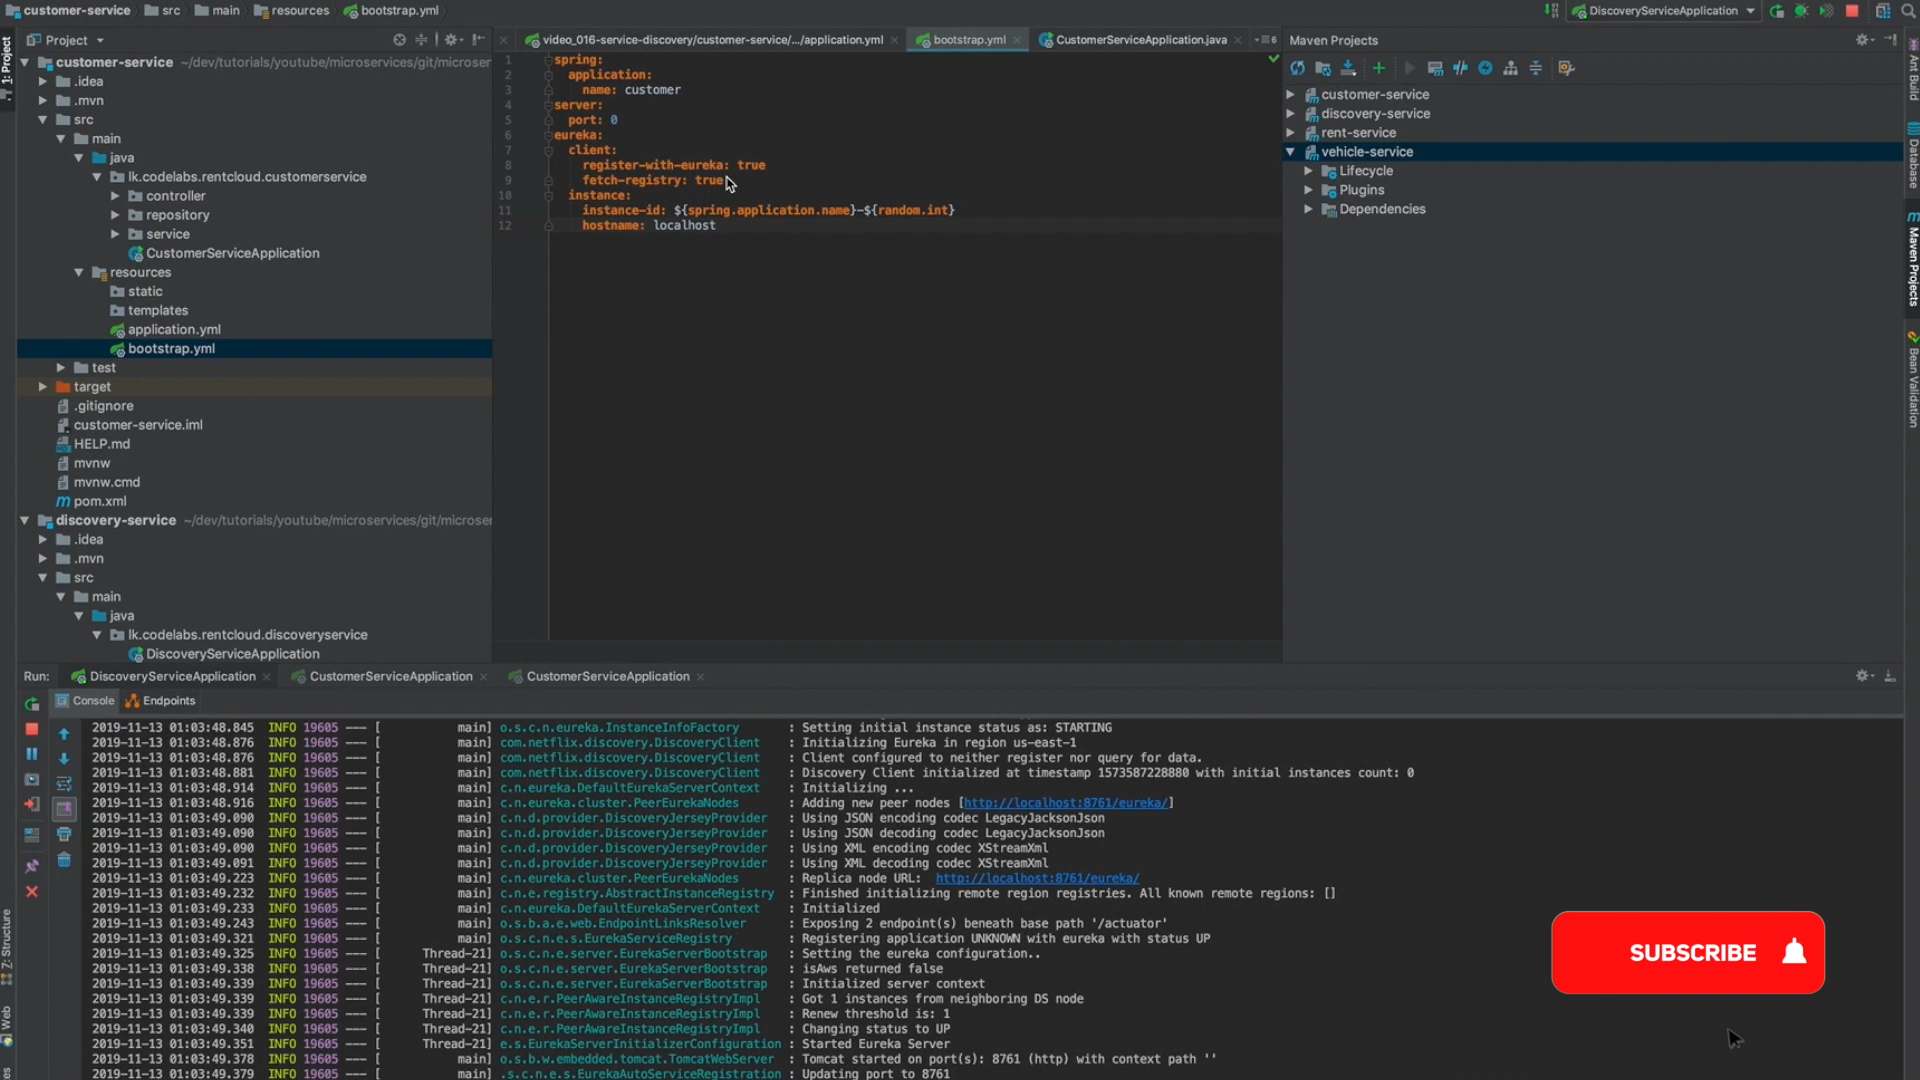 customer-service src main resources bootstrap.yml
DiscoveryServiceApplication
Project
video_016-service-discovery/customer-service/.../application.yml
bootstrap.yml
CustomerServiceApplication.java
Maven Projects
1: Project
customer-service ~/dev/tutorials/youtube/microservices/git/microser
.idea
.mvn
src
main
java
lk.codelabs.rentcloud.customerservice
controller
repository
service
CustomerServiceApplication
resources
static
templates
application.yml
bootstrap.yml
test
target
.gitignore
customer-service.iml
HELP.md
mvnw
mvnw.cmd
pom.xml
discovery-service ~/dev/tutorials/youtube/microservices/git/microser
.idea
.mvn
src
main
java
lk.codelabs.rentcloud.discoveryservice
DiscoveryServiceApplication
1 spring:
2 application:
3 name: customer
4 server:
5 port: 0
6 eureka:
7 client:
8 register-with-eureka: true
9 fetch-registry: true
10 instance:
11 instance-id: ${spring.application.name}-${random.int}
12 hostname: localhost
customer-service
discovery-service
rent-service
vehicle-service
Lifecycle
Plugins
Dependencies
Ant Build
Database
Maven Projects
Bean Validation
Run: DiscoveryServiceApplication CustomerServiceApplication CustomerServiceApplication
Console Endpoints
2019-11-13 01:03:48.845 INFO 19605 --- [ main] o.s.c.n.eureka.InstanceInfoFactory : Setting initial instance status as: STARTING
2019-11-13 01:03:48.876 INFO 19605 --- [ main] com.netflix.discovery.DiscoveryClient : Initializing Eureka in region us-east-1
2019-11-13 01:03:48.876 INFO 19605 --- [ main] com.netflix.discovery.DiscoveryClient : Client configured to neither register nor query for data.
2019-11-13 01:03:48.881 INFO 19605 --- [ main] com.netflix.discovery.DiscoveryClient : Discovery Client initialized at timestamp 1573587228880 with initial instances count: 0
2019-11-13 01:03:48.914 INFO 19605 --- [ main] c.n.eureka.DefaultEurekaServerContext : Initializing ...
2019-11-13 01:03:48.916 INFO 19605 --- [ main] c.n.eureka.cluster.PeerEurekaNodes : Adding new peer nodes [http://localhost:8761/eureka/]
2019-11-13 01:03:49.090 INFO 19605 --- [ main] c.n.d.provider.DiscoveryJerseyProvider : Using JSON encoding codec LegacyJacksonJson
2019-11-13 01:03:49.090 INFO 19605 --- [ main] c.n.d.provider.DiscoveryJerseyProvider : Using JSON decoding codec LegacyJacksonJson
2019-11-13 01:03:49.090 INFO 19605 --- [ main] c.n.d.provider.DiscoveryJerseyProvider : Using XML encoding codec XStreamXml
2019-11-13 01:03:49.091 INFO 19605 --- [ main] c.n.d.provider.DiscoveryJerseyProvider : Using XML decoding codec XStreamXml
2019-11-13 01:03:49.223 INFO 19605 --- [ main] c.n.eureka.cluster.PeerEurekaNodes : Replica node URL: http://localhost:8761/eureka/
2019-11-13 01:03:49.232 INFO 19605 --- [ main] c.n.e.registry.AbstractInstanceRegistry : Finished initializing remote region registries. All known remote regions: []
2019-11-13 01:03:49.233 INFO 19605 --- [ main] c.n.eureka.DefaultEurekaServerContext : Initialized
2019-11-13 01:03:49.243 INFO 19605 --- [ main] o.s.b.a.e.web.EndpointLinksResolver : Exposing 2 endpoint(s) beneath base path '/actuator'
2019-11-13 01:03:49.321 INFO 19605 --- [ main] o.s.c.n.e.s.EurekaServiceRegistry : Registering application UNKNOWN with eureka with status UP
2019-11-13 01:03:49.325 INFO 19605 --- [ Thread-21] o.s.c.n.e.server.EurekaServerBootstrap : Setting the eureka configuration..
2019-11-13 01:03:49.338 INFO 19605 --- [ Thread-21] o.s.c.n.e.server.EurekaServerBootstrap : isAws returned false
2019-11-13 01:03:49.339 INFO 19605 --- [ Thread-21] o.s.c.n.e.server.EurekaServerBootstrap : Initialized server context
2019-11-13 01:03:49.339 INFO 19605 --- [ Thread-21] c.n.e.r.PeerAwareInstanceRegistryImpl : Got 1 instances from neighboring DS node
2019-11-13 01:03:49.339 INFO 19605 --- [ Thread-21] c.n.e.r.PeerAwareInstanceRegistryImpl : Renew threshold is: 1
2019-11-13 01:03:49.340 INFO 19605 --- [ Thread-21] c.n.e.r.PeerAwareInstanceRegistryImpl : Changing status to UP
2019-11-13 01:03:49.351 INFO 19605 --- [ Thread-21] e.s.EurekaServerInitializerConfiguration : Started Eureka Server
2019-11-13 01:03:49.378 INFO 19605 --- [ main] o.s.b.w.embedded.tomcat.TomcatWebServer : Tomcat started on port(s): 8761 (http) with context path ''
2019-11-13 01:03:49.379 INFO 19605 --- [ main] .s.c.n.e.s.EurekaAutoServiceRegistration : Updating port to 8761
Z: Structure
Web
SUBSCRIBE